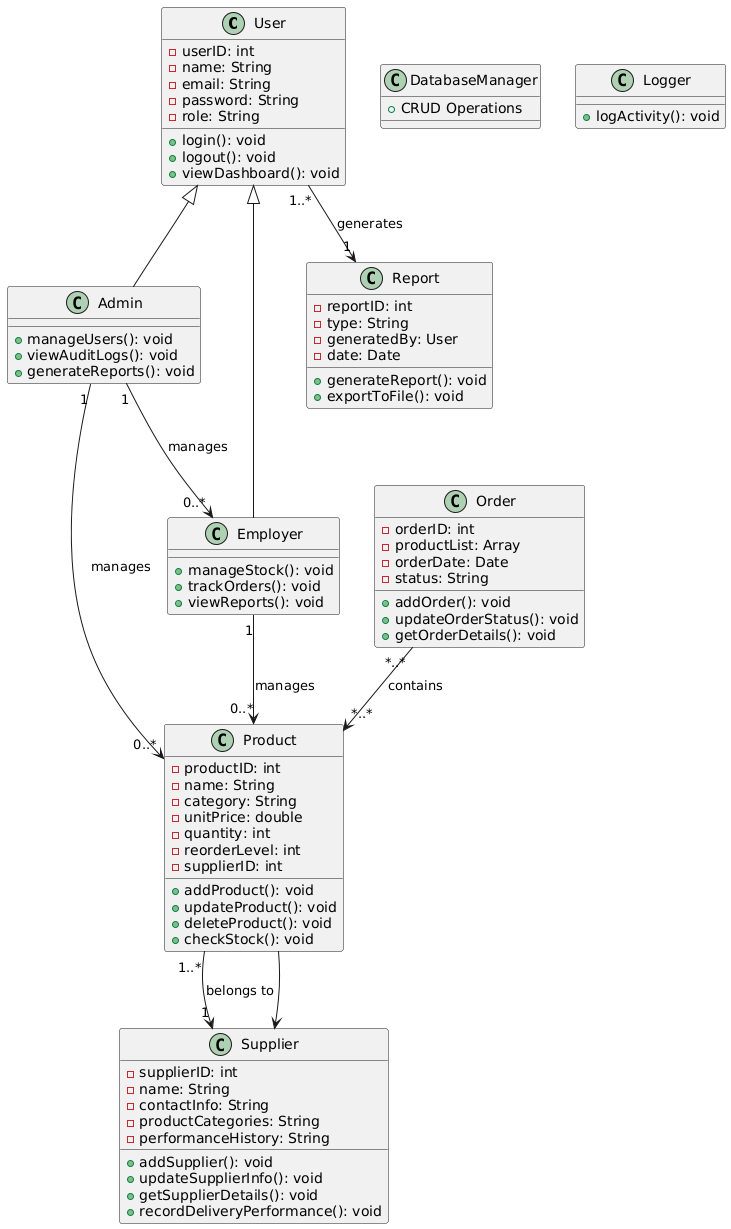 C User
userID: int
name: String
email: String
password: String
role: String
login(): void
logout(): void
viewDashboard(): void
C DatabaseManager
CRUD Operations
C Logger
logActivity(): void
1..*
generates
1
C Admin
manageUsers(): void
viewAuditLogs(): void
generateReports(): void
C Report
reportID: int
type: String
generatedBy: User
date: Date
generateReport(): void
exportToFile(): void
1
1
manages
0..*
C Employer
manageStock(): void
trackOrders(): void
viewReports(): void
C Order
orderID: int
productList: Array
orderDate: Date
status: String
addOrder(): void
updateOrderStatus(): void
getOrderDetails(): void
manages
1
manages
0..*
*..*
contains
*..*
0..*
C Product
productID: int
name: String
category: String
unitPrice: double
quantity: int
reorderLevel: int
supplierID: int
addProduct(): void
updateProduct(): void
deleteProduct(): void
checkStock(): void
1..*
belongs to
1
C Supplier
supplierID: int
name: String
contactInfo: String
productCategories: String
performanceHistory: String
addSupplier(): void
updateSupplierInfo(): void
getSupplierDetails(): void
recordDeliveryPerformance(): void